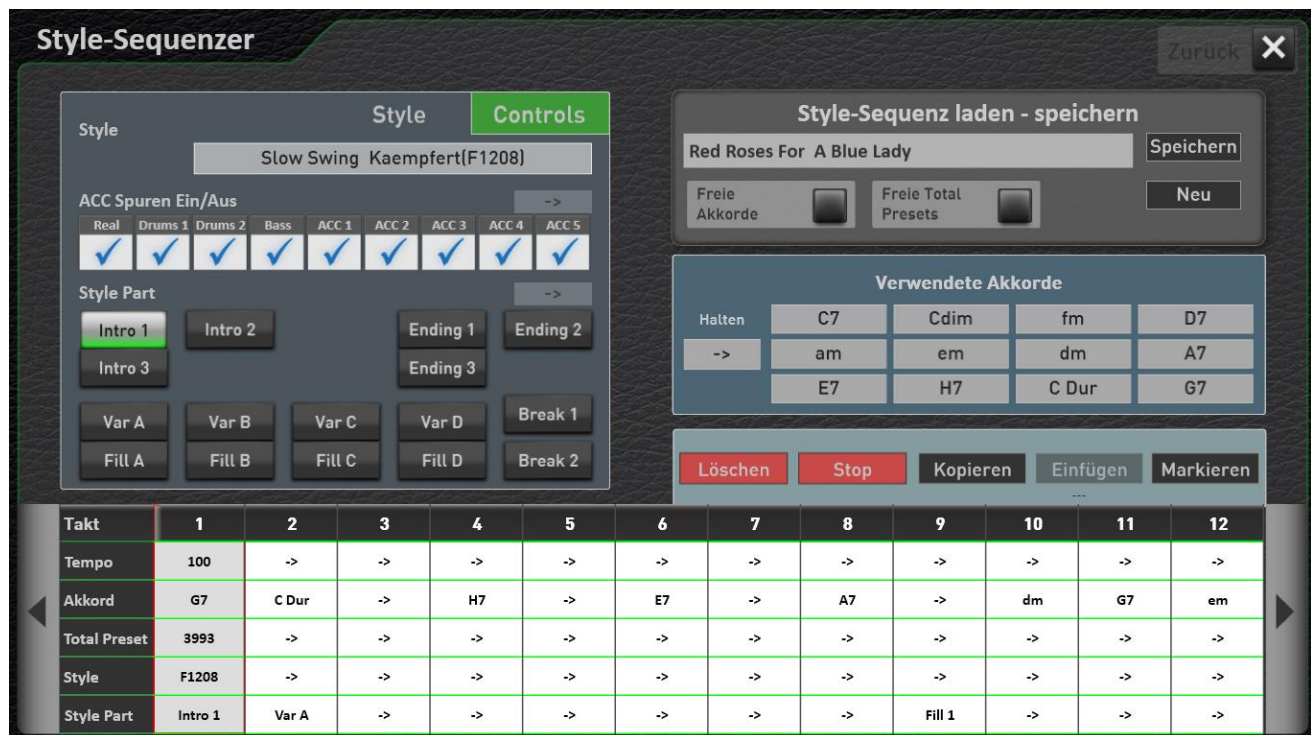 Style-Sequenzer
Zurück
Style Controls
Style
Slow Swing Kaempfert(F1208)
ACC Spuren Ein/Aus ->
Real Drums 1 Drums 2 Bass ACC 1 ACC 2 ACC 3 ACC 4 ACC 5
Style Part ->
Intro 1 Intro 2 Ending 1 Ending 2
Intro 3 Ending 3
Var A Var B Var C Var D Break 1
Fill A Fill B Fill C Fill D Break 2
Style-Sequenz laden - speichern
Red Roses For A Blue Lady Speichern
Freie Akkorde Freie Total Presets Neu
Verwendete Akkorde
Halten C7 Cdim fm D7
-> am em dm A7
E7 H7 C Dur G7
Löschen Stop Kopieren Einfügen Markieren
---
Takt 1 2 3 4 5 6 7 8 9 10 11 12
Tempo 100 -> -> -> -> -> -> -> -> -> -> ->
Akkord G7 C Dur -> H7 -> E7 -> A7 -> dm G7 em
Total Preset 3993 -> -> -> -> -> -> -> -> -> -> ->
Style F1208 -> -> -> -> -> -> -> -> -> -> ->
Style Part Intro 1 Var A -> -> -> -> -> -> Fill 1 -> -> ->